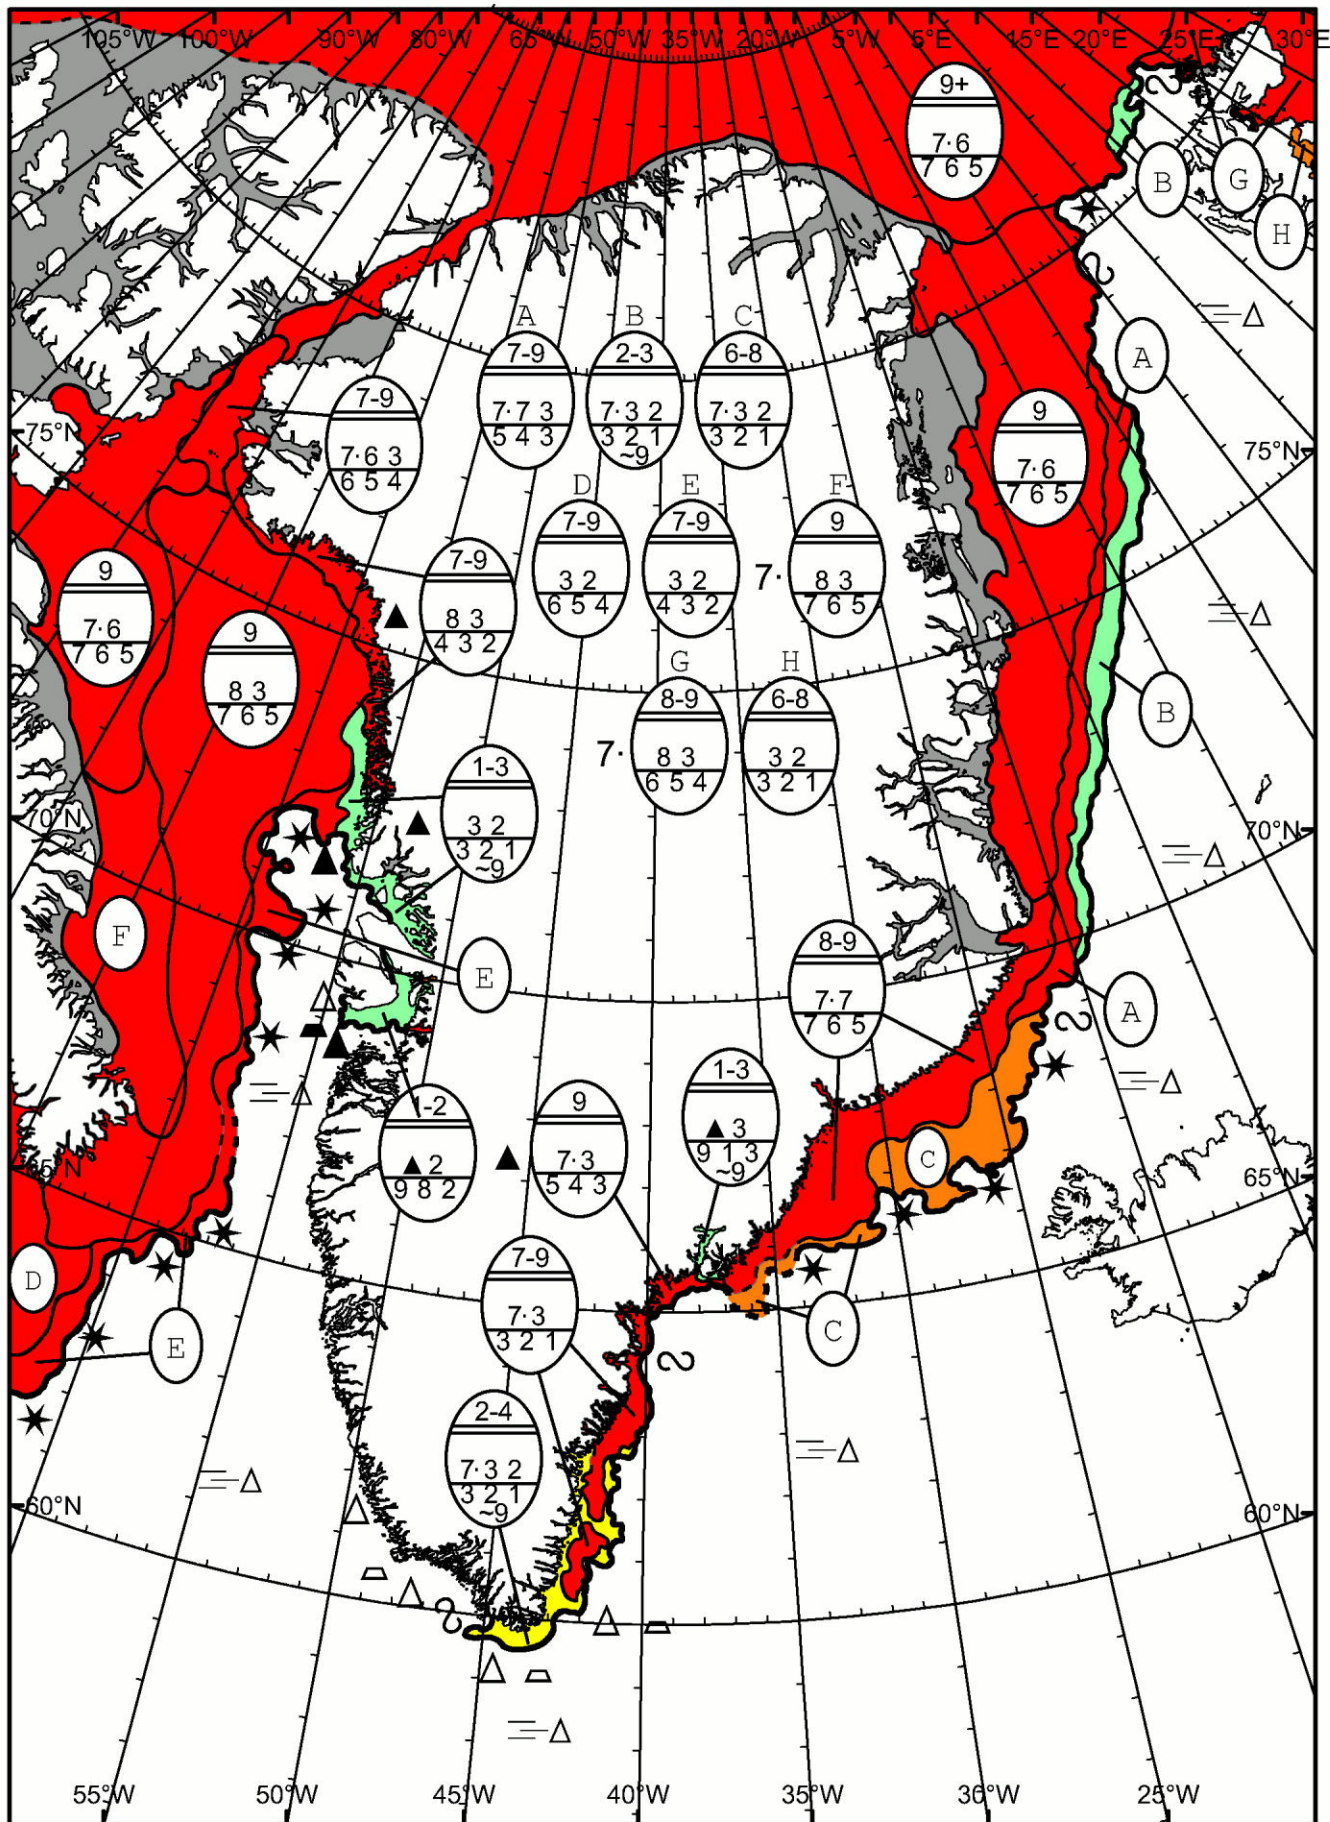 105°W 100°W 90°W 80°W 65°W 50°W 35°W 20°W 5°W 5°E 15°E 20°E 25°E 30°E
9+
7·6
7 6 5
B
G
H
A
75°N
7-9
7·6 3
6 5 4
A
7-9
7·7 3
5 4 3
B
2-3
7·3 2
3 2 1
~9
C
6-8
7·3 2
3 2 1
9
7·6
7 6 5
75°N
D
7-9
3 2
6 5 4
E
7-9
3 2
4 3 2
F
7·
9
8 3
7 6 5
9
7·6
7 6 5
9
8 3
7 6 5
7-9
8 3
4 3 2
G
7·
8-9
8 3
6 5 4
H
6-8
3 2
3 2 1
B
70°N
1-3
3 2
3 2 1
~9
70°N
F
E
8-9
7·7
7 6 5
A
65°N
1-2
2
9 8 2
9
7·3
5 4 3
1-3
3
9 1 3
~9
C
65°N
D
E
7-9
7·3
3 2 1
C
2-4
7·3 2
3 2 1
~9
60°N
60°N
55°W 50°W 45°W 40°W 35°W 30°W 25°W